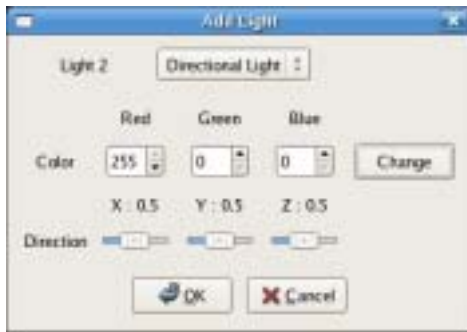 Add Light
Light 2 Directional Light
Red Green Blue
Color 255 0 0 Change
X : 0.5 Y : 0.5 Z : 0.5
Direction
OK Cancel